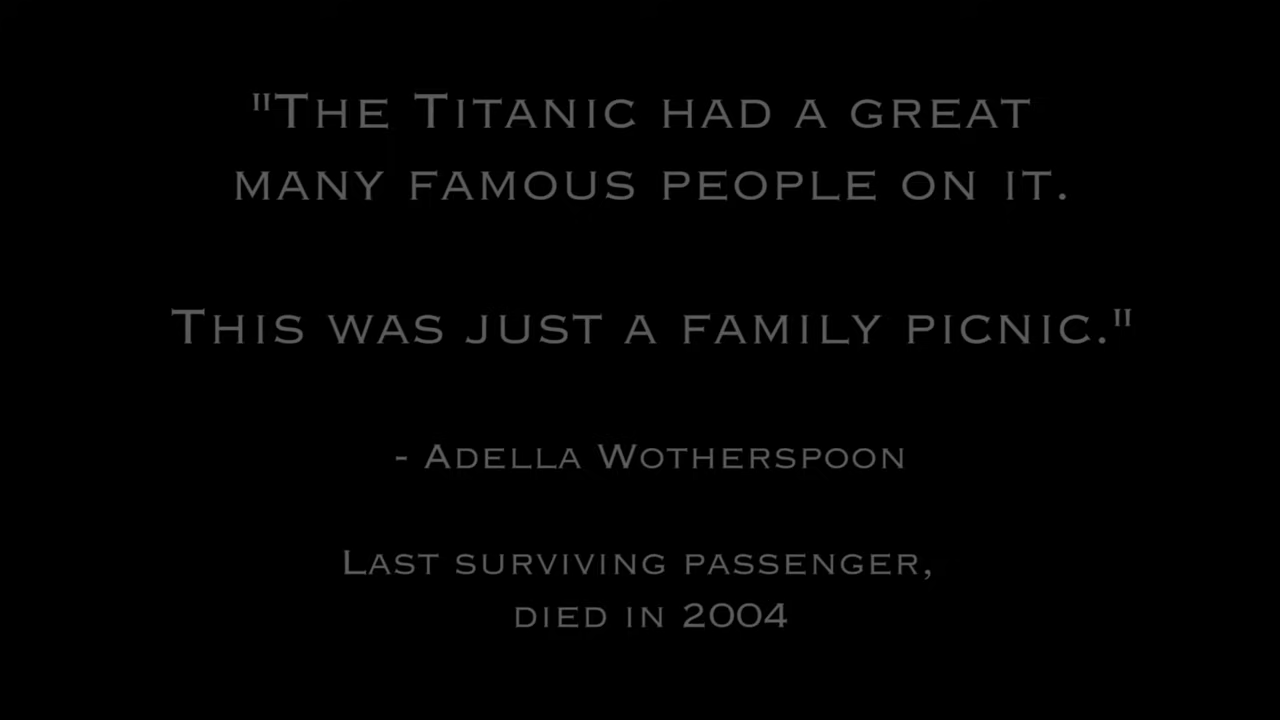 "The Titanic had a great
many famous people on it.
This was just a family picnic."
- Adella Wotherspoon
Last surviving passenger,
died in 2004